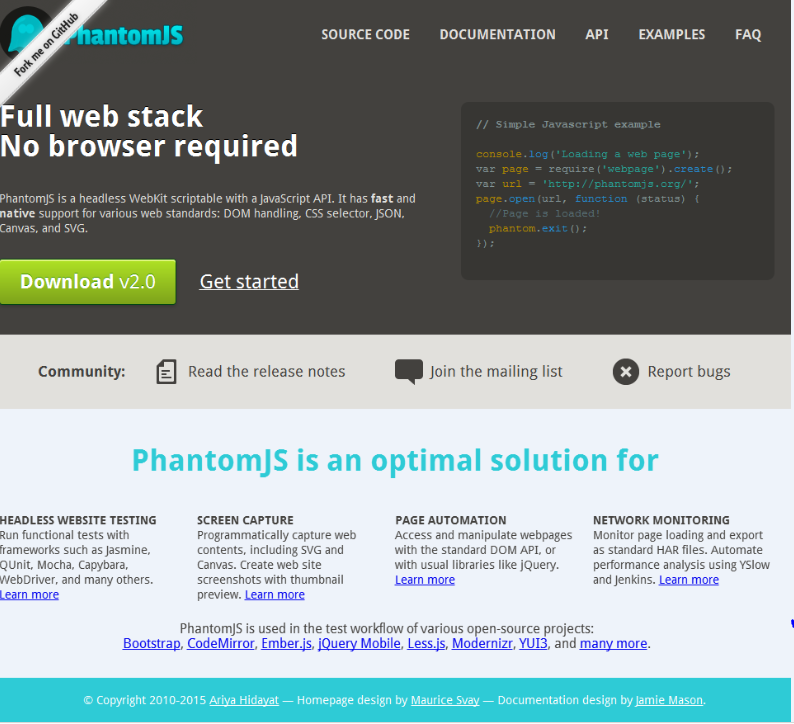 Fork me on GitHub
PhantomJS
SOURCE CODE DOCUMENTATION API EXAMPLES FAQ
Full web stack
No browser required
PhantomJS is a headless WebKit scriptable with a JavaScript API. It has fast and
native support for various web standards: DOM handling, CSS selector, JSON,
Canvas, and SVG.
Download v2.0 Get started
// Simple Javascript example
console.log('Loading a web page');
var page = require('webpage').create();
var url = 'http://phantomjs.org/';
page.open(url, function (status) {
//Page is loaded!
phantom.exit();
});
Community: Read the release notes Join the mailing list Report bugs
PhantomJS is an optimal solution for
HEADLESS WEBSITE TESTING
Run functional tests with
frameworks such as Jasmine,
QUnit, Mocha, Capybara,
WebDriver, and many others.
Learn more
SCREEN CAPTURE
Programmatically capture web
contents, including SVG and
Canvas. Create web site
screenshots with thumbnail
preview. Learn more
PAGE AUTOMATION
Access and manipulate webpages
with the standard DOM API, or
with usual libraries like jQuery.
Learn more
NETWORK MONITORING
Monitor page loading and export
as standard HAR files. Automate
performance analysis using YSlow
and Jenkins. Learn more
PhantomJS is used in the test workflow of various open-source projects:
Bootstrap, CodeMirror, Ember.js, jQuery Mobile, Less.js, Modernizr, YUI3, and many more.
© Copyright 2010-2015 Ariya Hidayat — Homepage design by Maurice Svay — Documentation design by Jamie Mason.